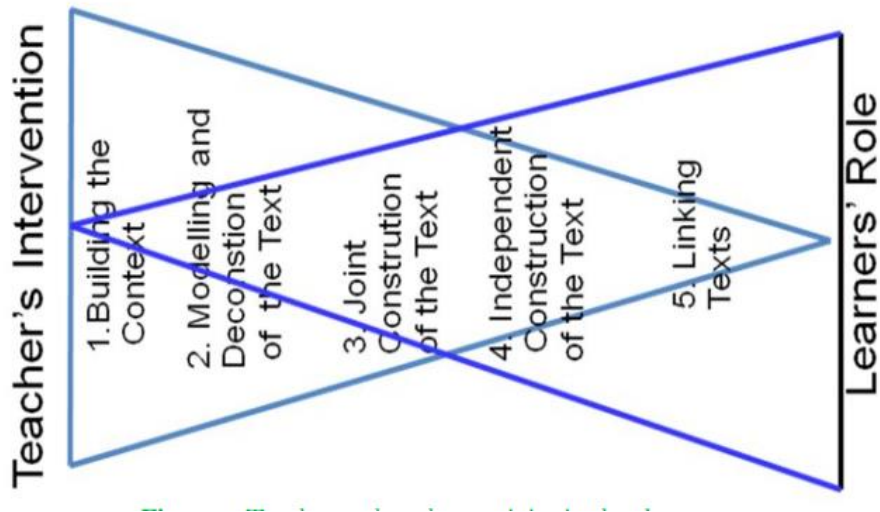 Teacher's Intervention
1.Building the
Context
2. Modelling and
Deconstion
of the Text
3. Joint
Constrution
of the Text
4. Independent
Construction
of the Text
5. Linking
Texts
Learners' Role